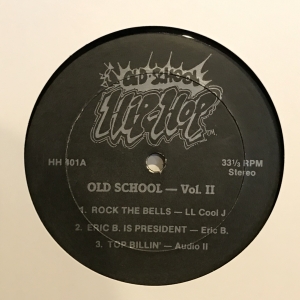 OLD SCHOOL
HIP-HOP
TM.
HH 401A
33⅓ RPM
Stereo
OLD SCHOOL — Vol. II
1. ROCK THE BELLS — LL Cool J
2. ERIC B. IS PRESIDENT — Eric B.
3. TOP BILLIN' — Audio II